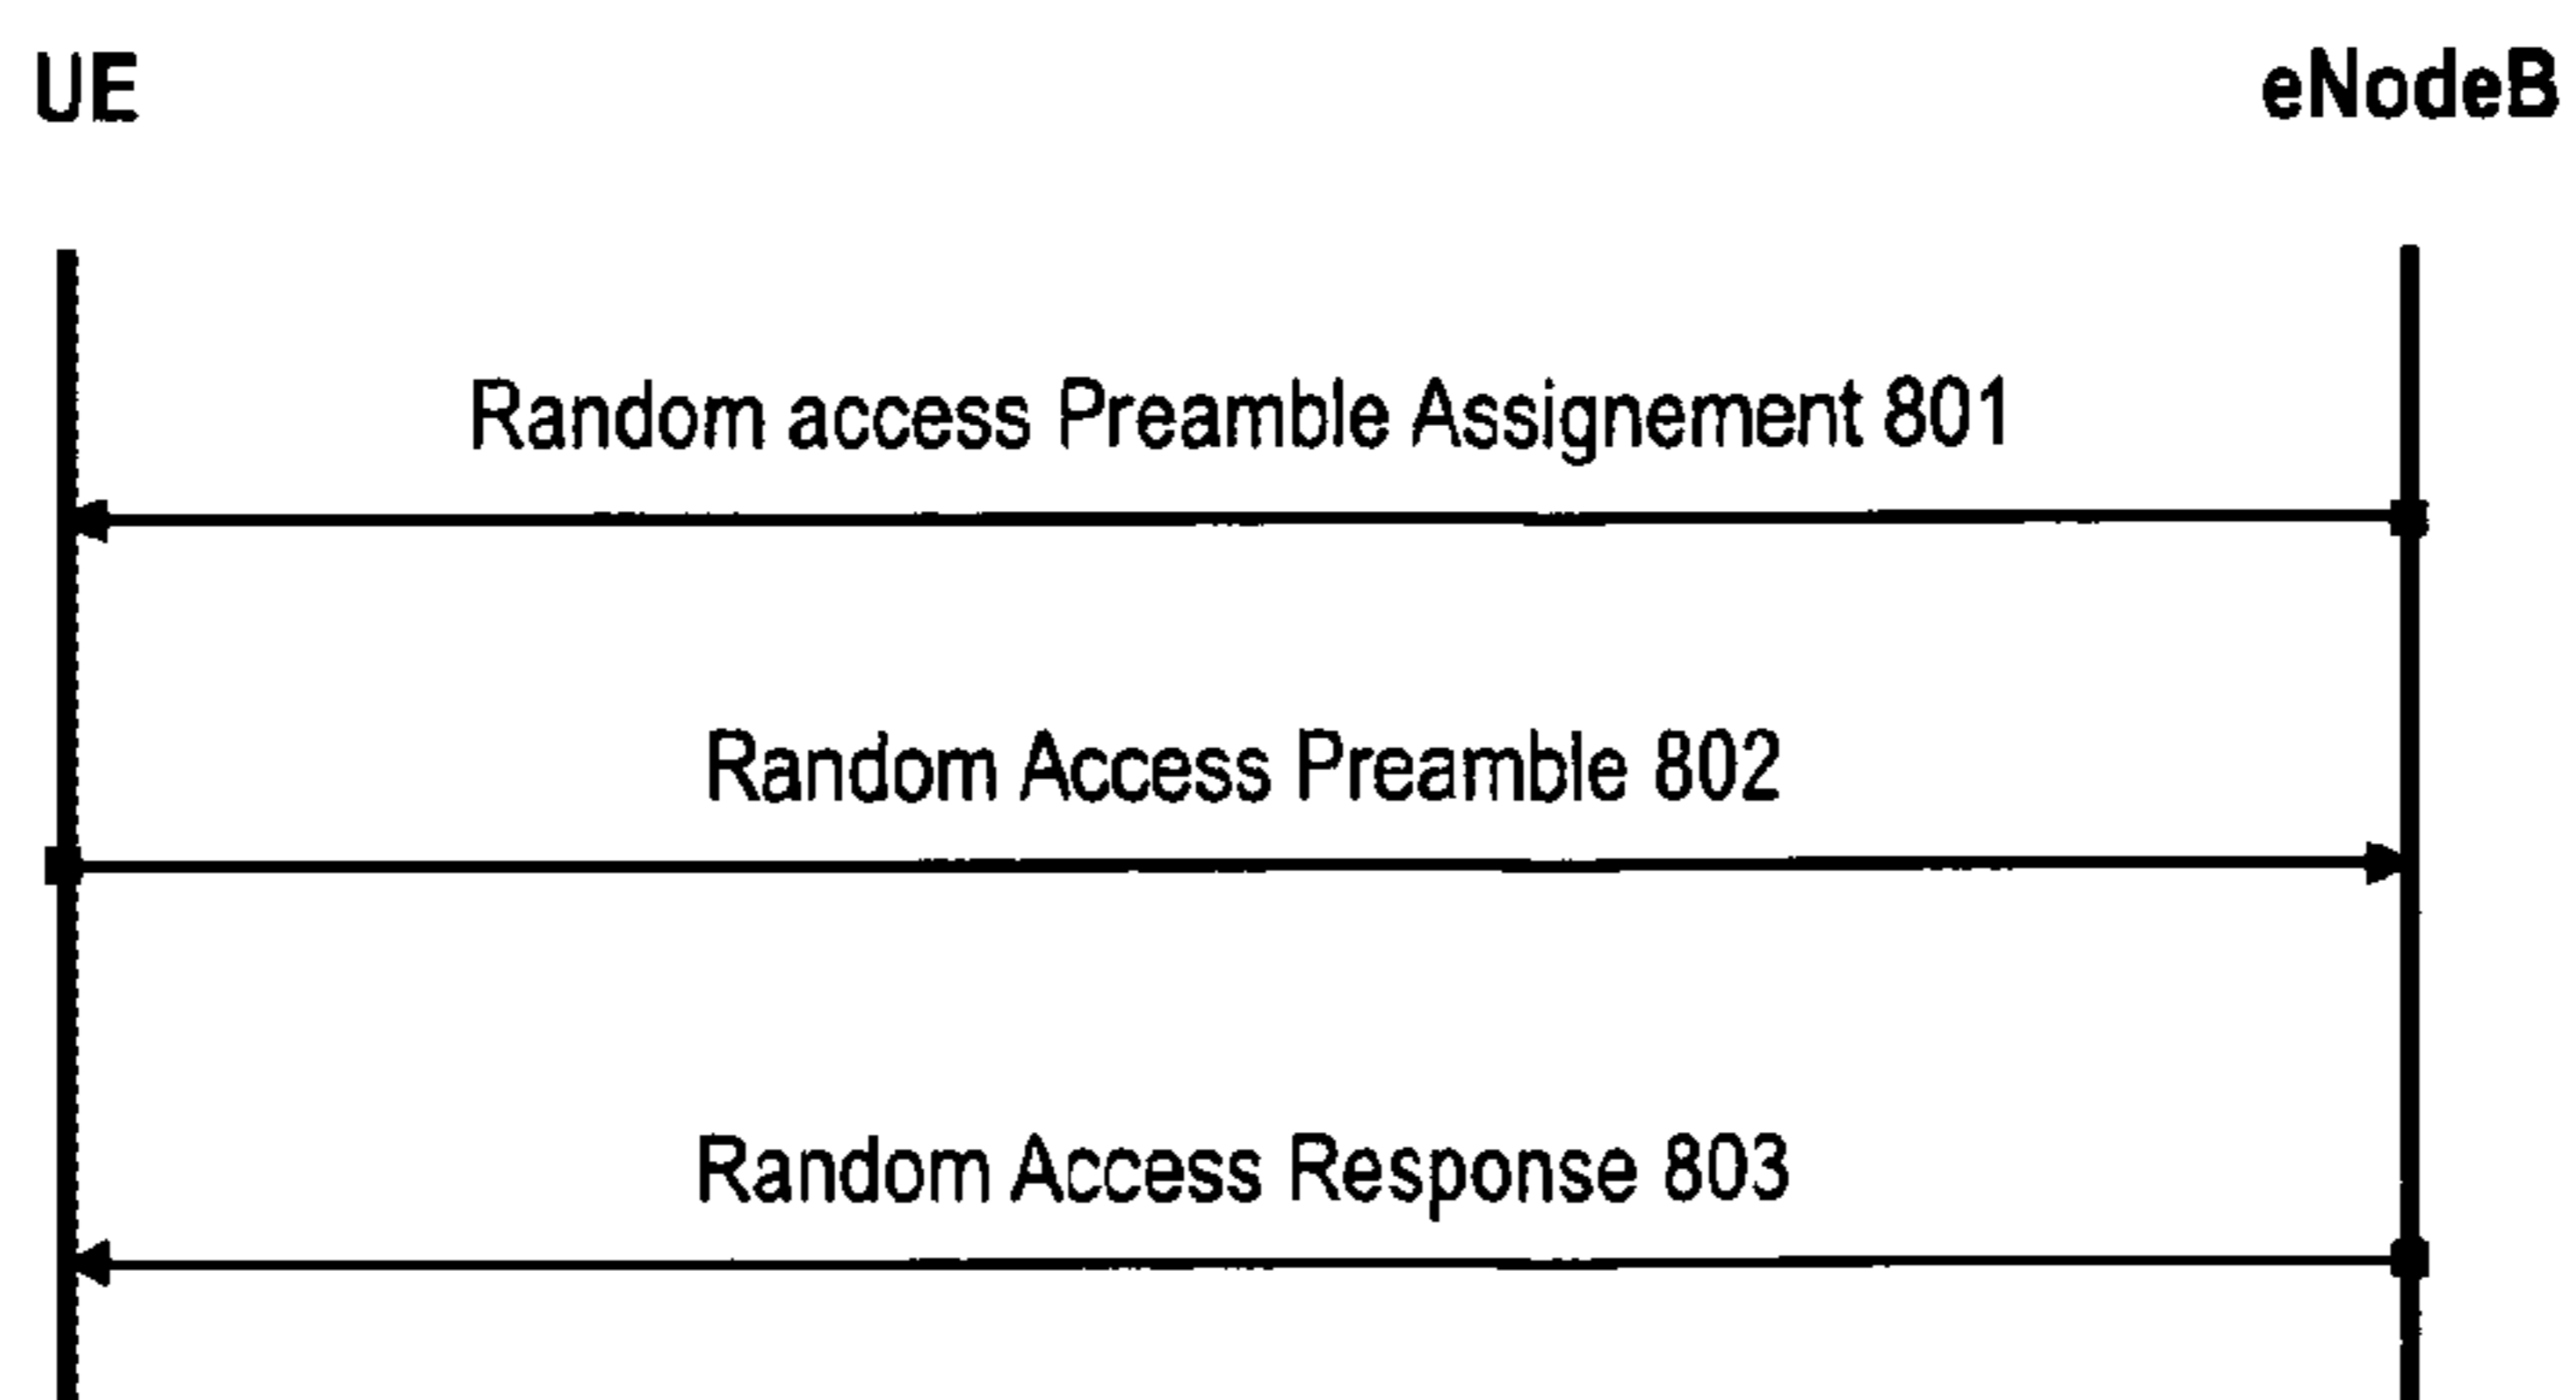 UE eNodeB
Random access Preamble Assignement 801
Random Access Preamble 802
Random Access Response 803